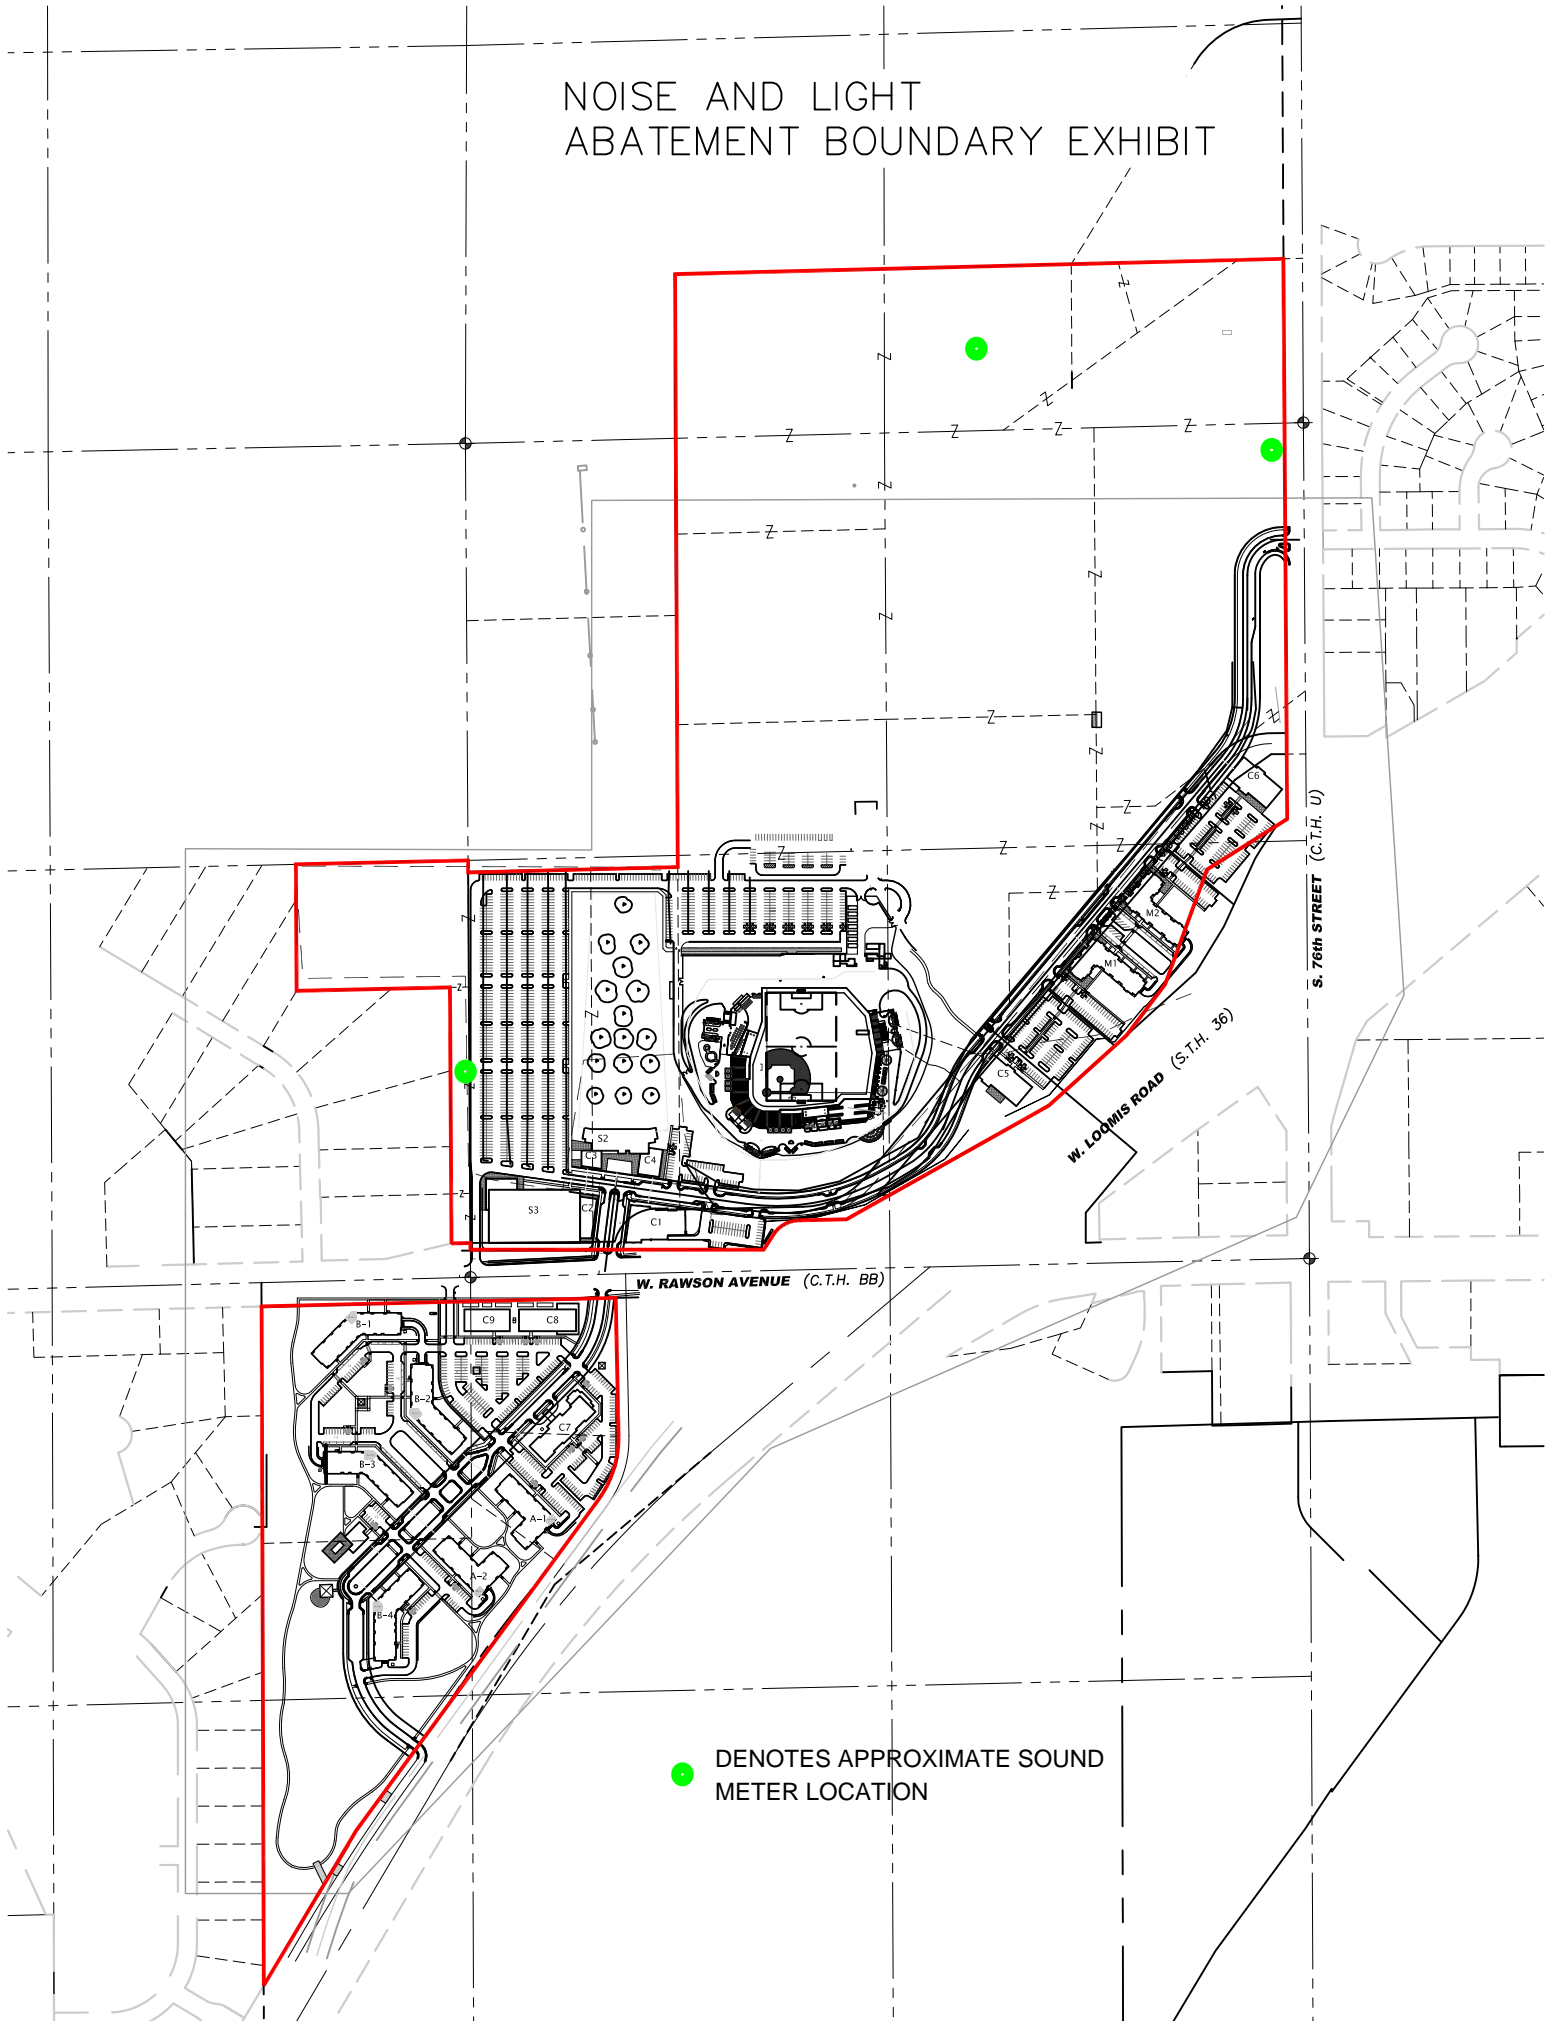 NOISE AND LIGHT
ABATEMENT BOUNDARY EXHIBIT
C6
S. 76th STREET (C.T.H. U)
M2
M1
W. LOOMIS ROAD (S.T.H. 36)
C5
S2
C3
C4
S3
C2
C1
W. RAWSON AVENUE (C.T.H. BB)
B-1
C9
C8
B-2
C7
B-3
A-1
A-2
B-4
DENOTES APPROXIMATE SOUND
METER LOCATION